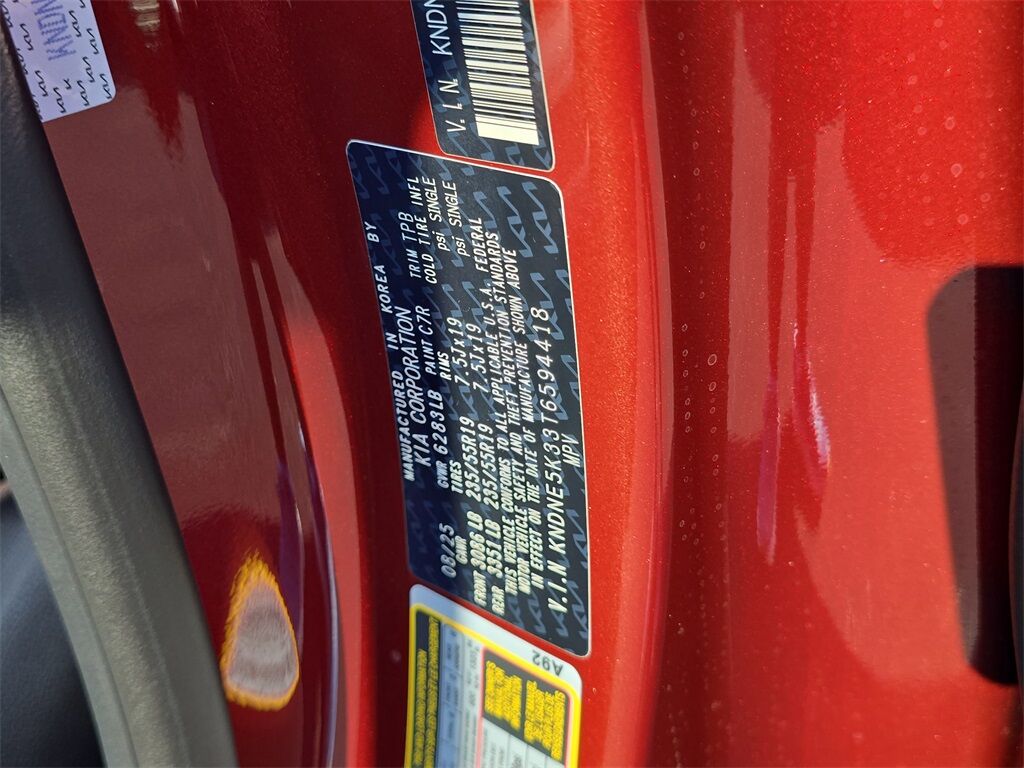 V.I.N. KNDN
MANUFACTURED IN KOREA BY
KIA CORPORATION
08/25 GVWR 6283LB PAINT C7R TRIM TPB
GAWR TIRES RIMS COLD TIRE INFL
FRONT 3086 LB 235/55R19 7.5Jx19 psi SINGLE
REAR 3351 LB 235/55R19 7.5Jx19 psi SINGLE
THIS VEHICLE CONFORMS TO ALL APPLICABLE U.S.A. FEDERAL
MOTOR VEHICLE SAFETY AND THEFT PREVENTION STANDARDS
IN EFFECT ON THE DATE OF MANUFACTURE SHOWN ABOVE
V.I.N. KNDNE5K33T6594418
MPV
A92